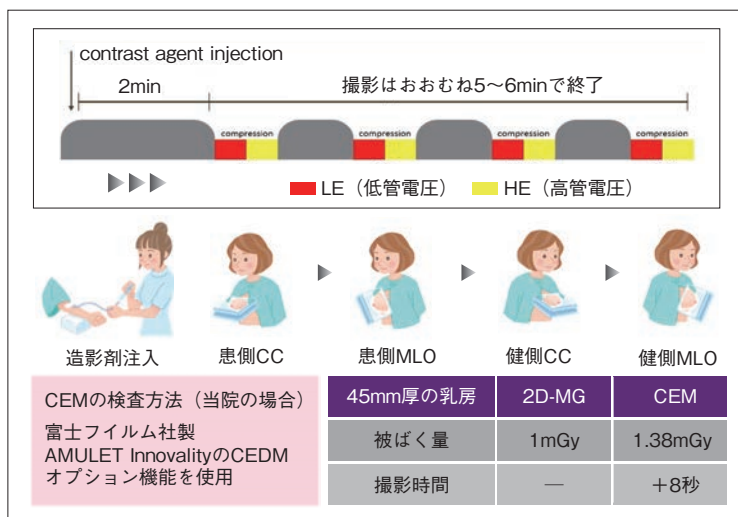 contrast agent injection
2min
撮影はおおむね5〜6minで終了
compression
compression
compression
compression
LE（低管電圧）
HE（高管電圧）
造影剤注入
患側CC
患側MLO
健側CC
健側MLO
CEMの検査方法（当院の場合）
富士フイルム社製
AMULET InnovalityのCEDM
オプション機能を使用
45mm厚の乳房
2D-MG
CEM
被ばく量
1mGy
1.38mGy
撮影時間
―
＋8秒